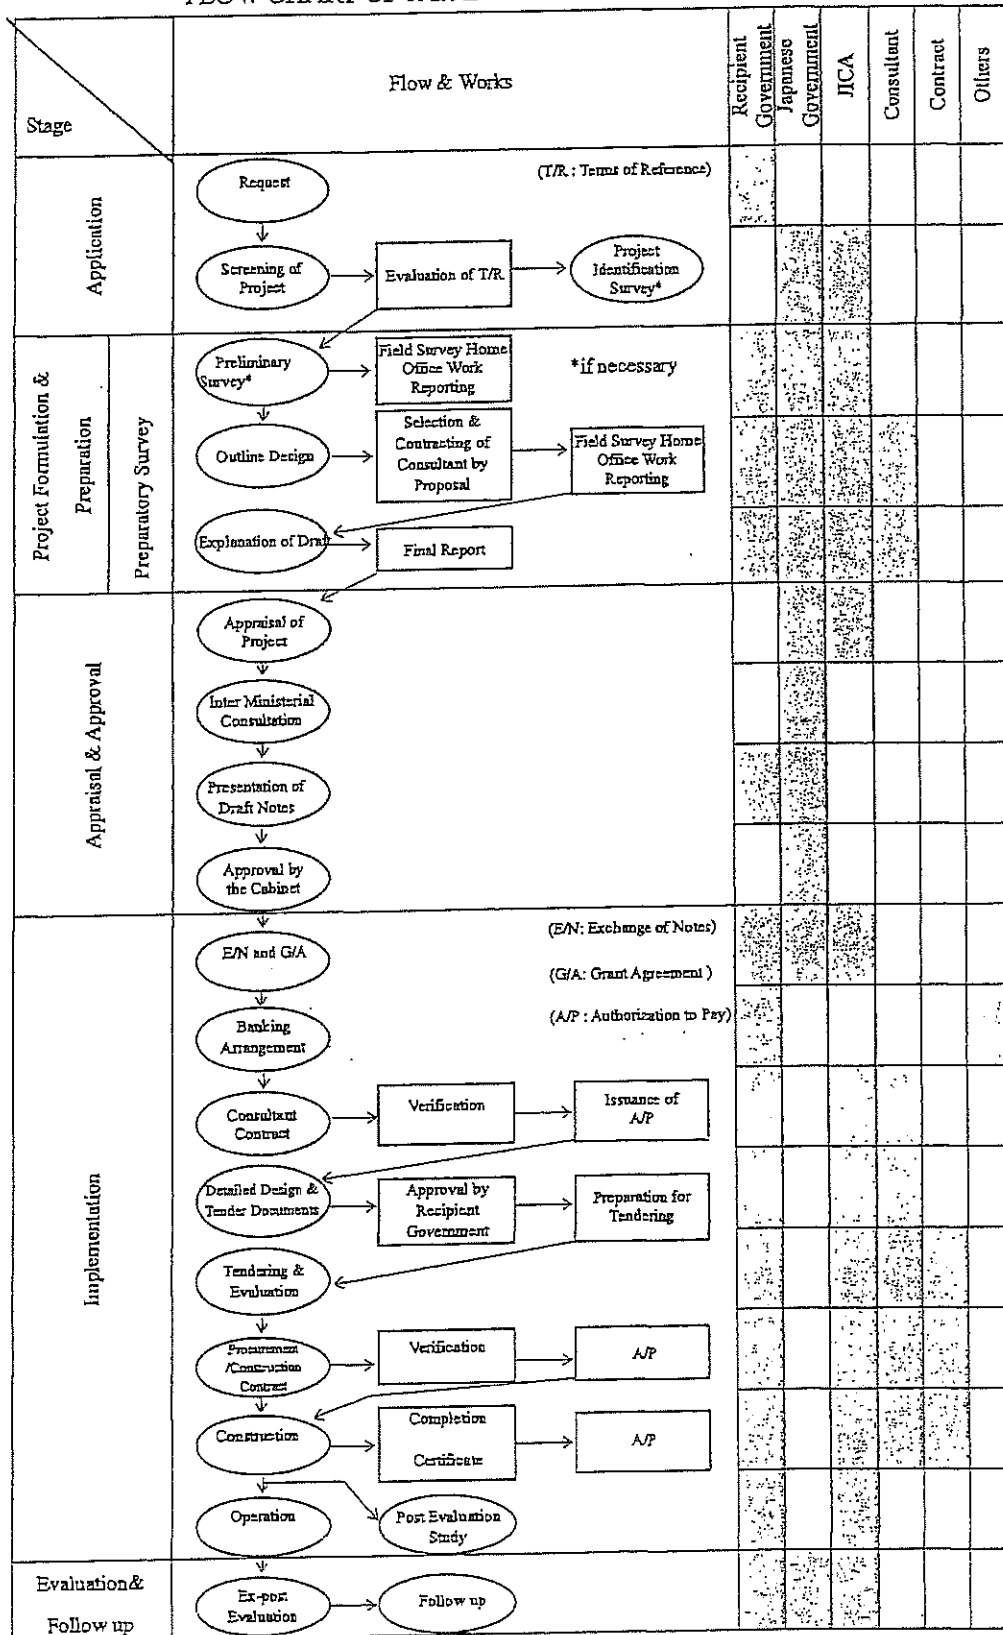 Stage
Flow & Works
Recipient
Government
Japanese
Government
JICA
Consultant
Contract
Others
Application
Request
(T/R : Terms of Reference)
Screening of
Project
Evaluation of T/R
Project
Identification
Survey*
Project Formulation &
Preparation
Preparatory Survey
Preliminary
Survey*
Field Survey Home
Office Work
Reporting
*if necessary
Outline Design
Selection &
Contracting of
Consultant by
Proposal
Field Survey Home
Office Work
Reporting
Explanation of Draft
Final Report
Appraisal & Approval
Appraisal of
Project
Inter Ministerial
Consultation
Presentation of
Draft Notes
Approval by
the Cabinet
Implementation
E/N and G/A
(E/N: Exchange of Notes)
(G/A: Grant Agreement )
(A/P : Authorization to Pay)
Banking
Arrangement
Consultant
Contract
Verification
Issuance of
A/P
Detailed Design &
Tender Documents
Approval by
Recipient
Government
Preparation for
Tendering
Tendering &
Evaluation
Procurement
/Construction
Contract
Verification
A/P
Construction
Completion
Certificate
A/P
Operation
Post Evaluation
Study
Evaluation&
Follow up
Ex-post
Evaluation
Follow up